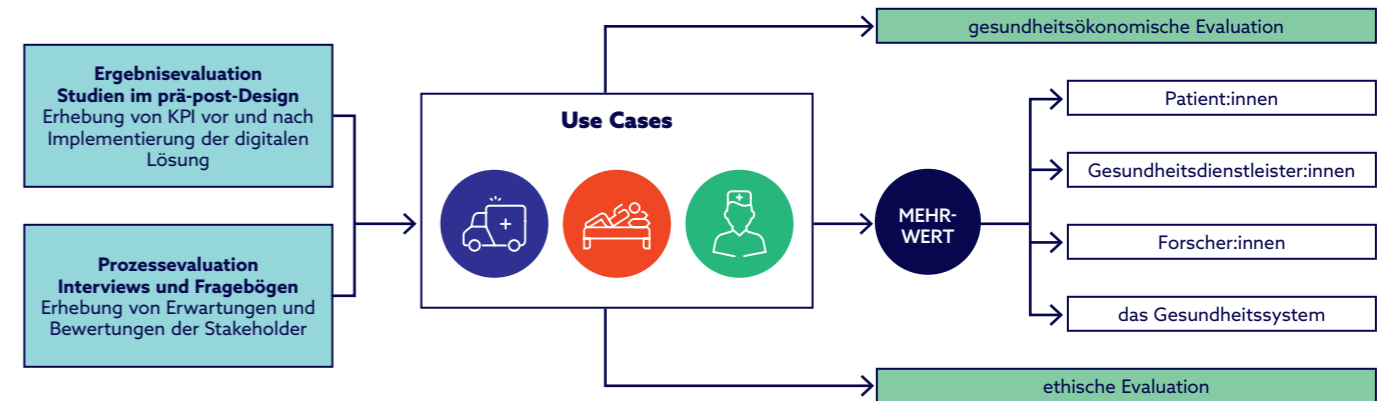 Ergebnisevaluation
Studien im prä-post-Design
Erhebung von KPI vor und nach
Implementierung der digitalen
Lösung
Prozessevaluation
Interviews und Fragebögen
Erhebung von Erwartungen und
Bewertungen der Stakeholder
Use Cases
gesundheitsökonomische Evaluation
MEHR-
WERT
Patient:innen
Gesundheitsdienstleister:innen
Forscher:innen
das Gesundheitssystem
ethische Evaluation